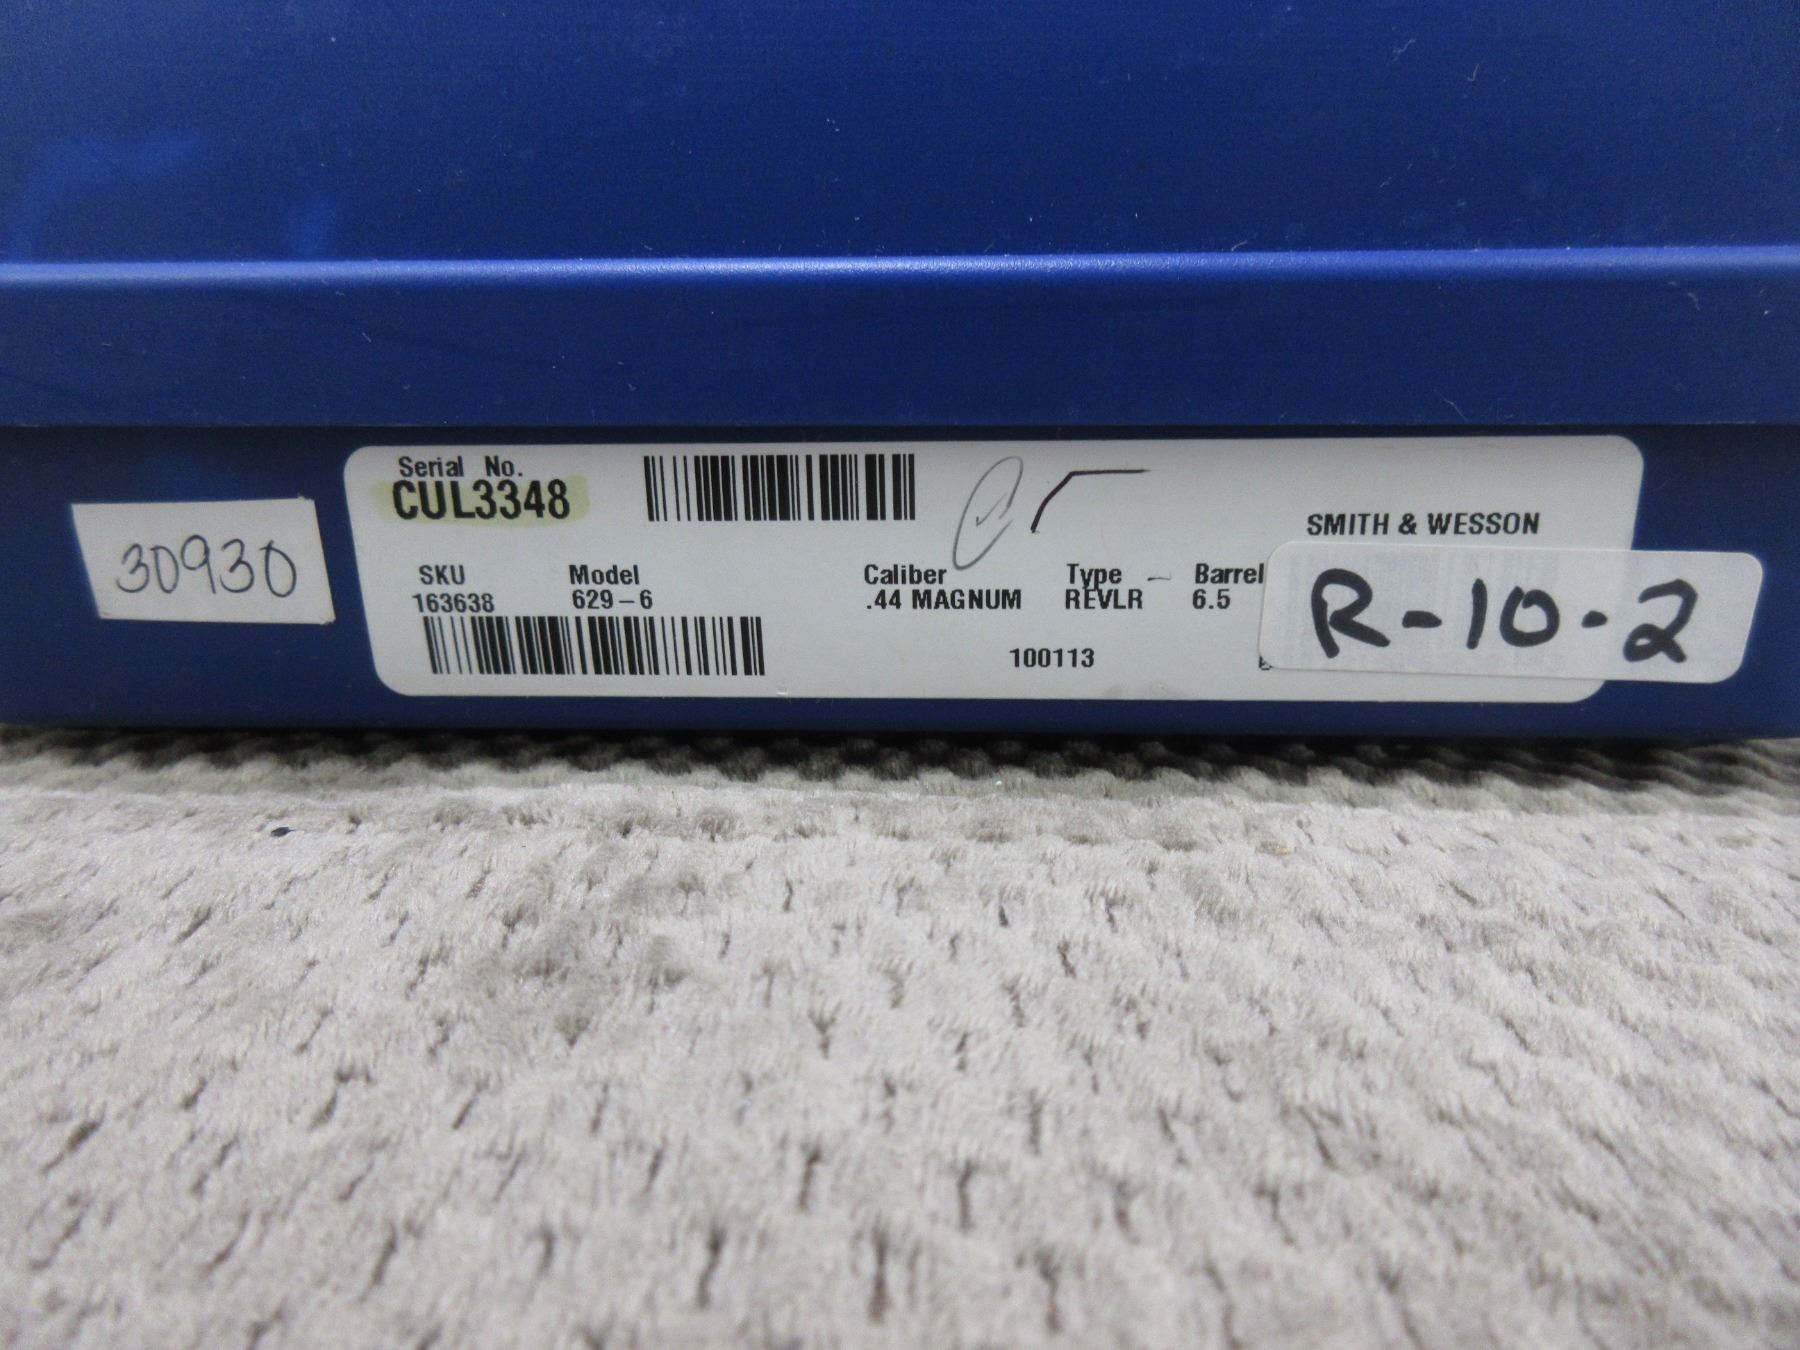 Serial No.
CUL3348
30930
SMITH & WESSON
SKU Model Caliber Type Barrel
163638 629-6 .44 MAGNUM REVLR 6.5
R-10-2
100113